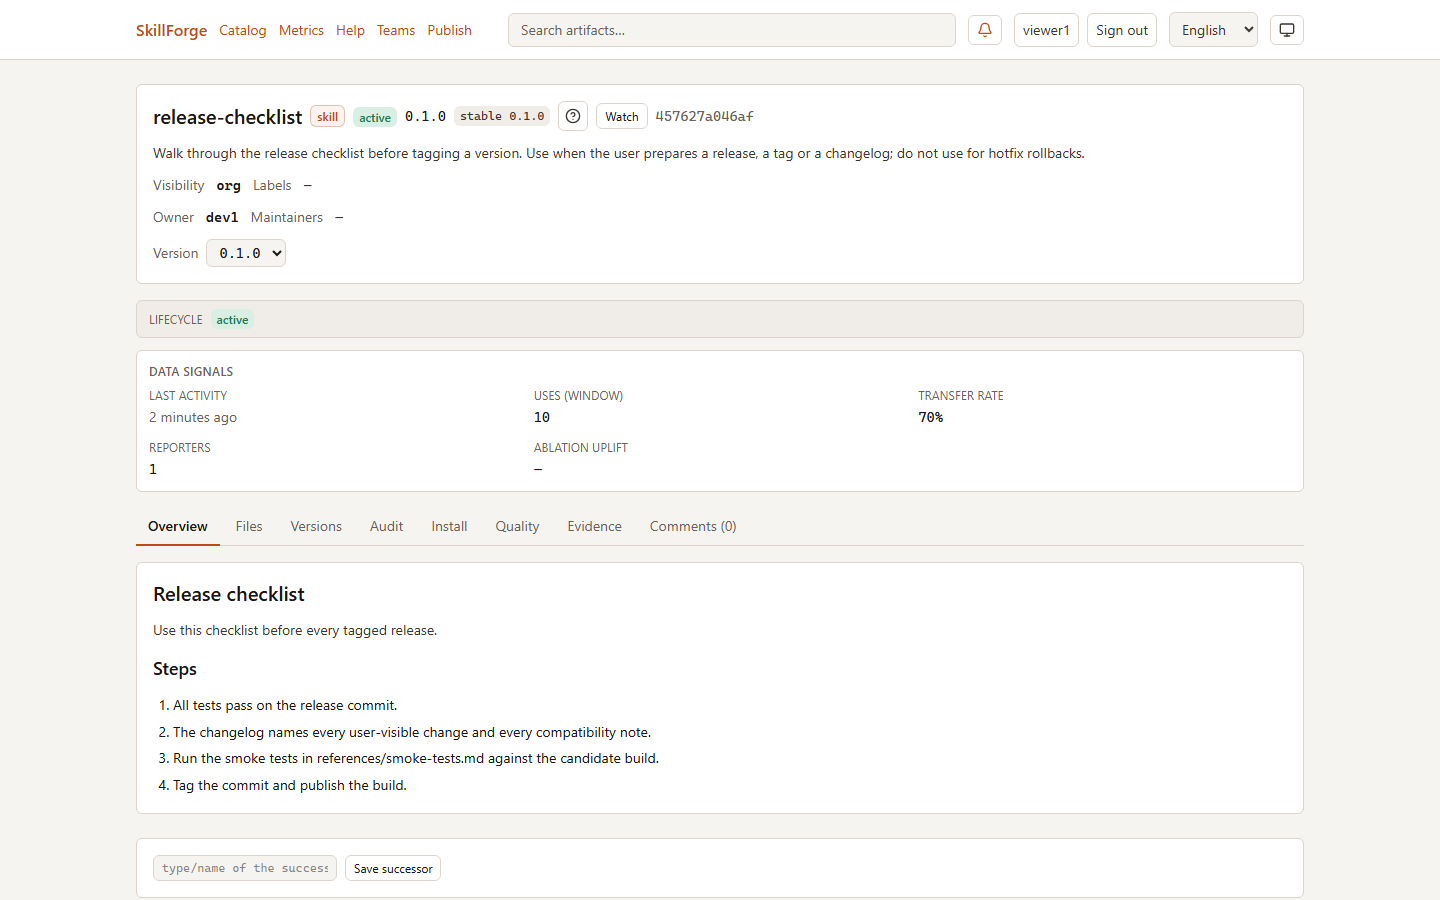 SkillForge Catalog Metrics Help Teams Publish Search artifacts... viewer1 Sign out English
release-checklist skill active 0.1.0 stable 0.1.0 Watch 457627a046af
Walk through the release checklist before tagging a version. Use when the user prepares a release, a tag or a changelog; do not use for hotfix rollbacks.
Visibility org Labels —
Owner dev1 Maintainers —
Version 0.1.0
LIFECYCLE active
DATA SIGNALS
LAST ACTIVITY USES (WINDOW) TRANSFER RATE
2 minutes ago 10 70%
REPORTERS ABLATION UPLIFT
1 —
Overview Files Versions Audit Install Quality Evidence Comments (0)
Release checklist
Use this checklist before every tagged release.
Steps
1. All tests pass on the release commit.
2. The changelog names every user-visible change and every compatibility note.
3. Run the smoke tests in references/smoke-tests.md against the candidate build.
4. Tag the commit and publish the build.
type/name of the success Save successor